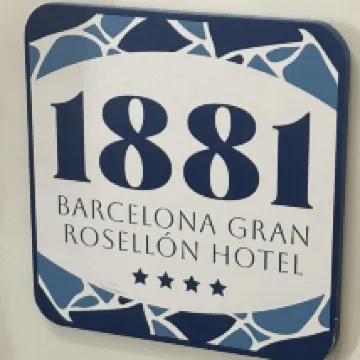 1881
BARCELONA GRAN
ROSELLÓN HOTEL